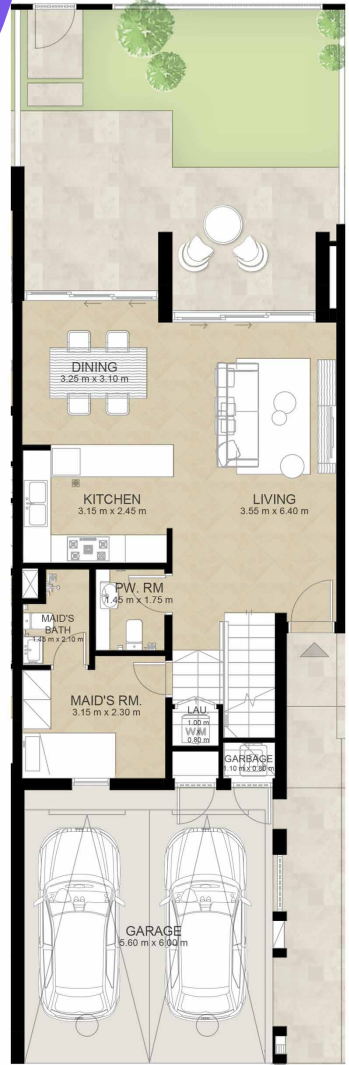 DINING
3.25 m x 3.10 m
KITCHEN
3.15 m x 2.45 m
LIVING
3.55 m x 6.40 m
PW. RM
1.45 m x 1.75 m
MAID'S
BATH
1.45 m x 2.10 m
MAID'S RM.
3.15 m x 2.30 m
LAU.
1.00 m
x
0.90 m
WM
GARBAGE
1.10 m x 0.80 m
GARAGE
5.60 m x 6.00 m